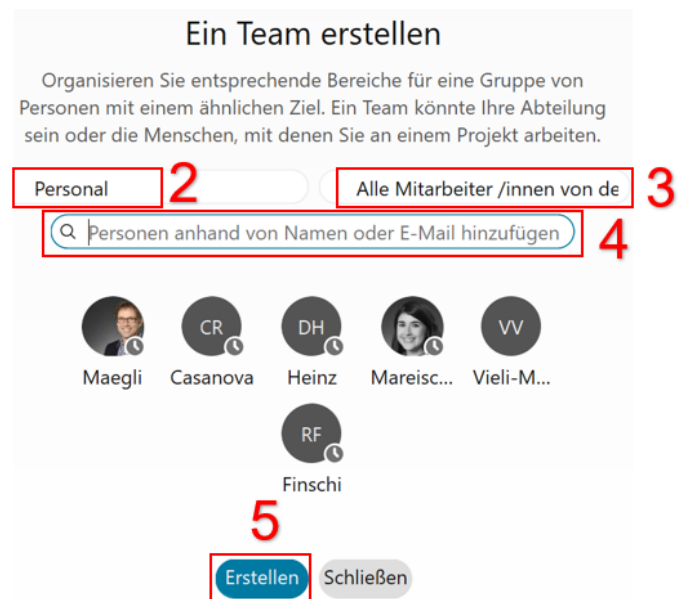 Ein Team erstellen
Organisieren Sie entsprechende Bereiche für eine Gruppe von
Personen mit einem ähnlichen Ziel. Ein Team könnte Ihre Abteilung
sein oder die Menschen, mit denen Sie an einem Projekt arbeiten.
Personal 2 Alle Mitarbeiter /innen von de 3
Personen anhand von Namen oder E-Mail hinzufügen 4
CR DH VV
Maegli Casanova Heinz Mareisc... Vieli-M...
RF
Finschi
5
Erstellen Schließen